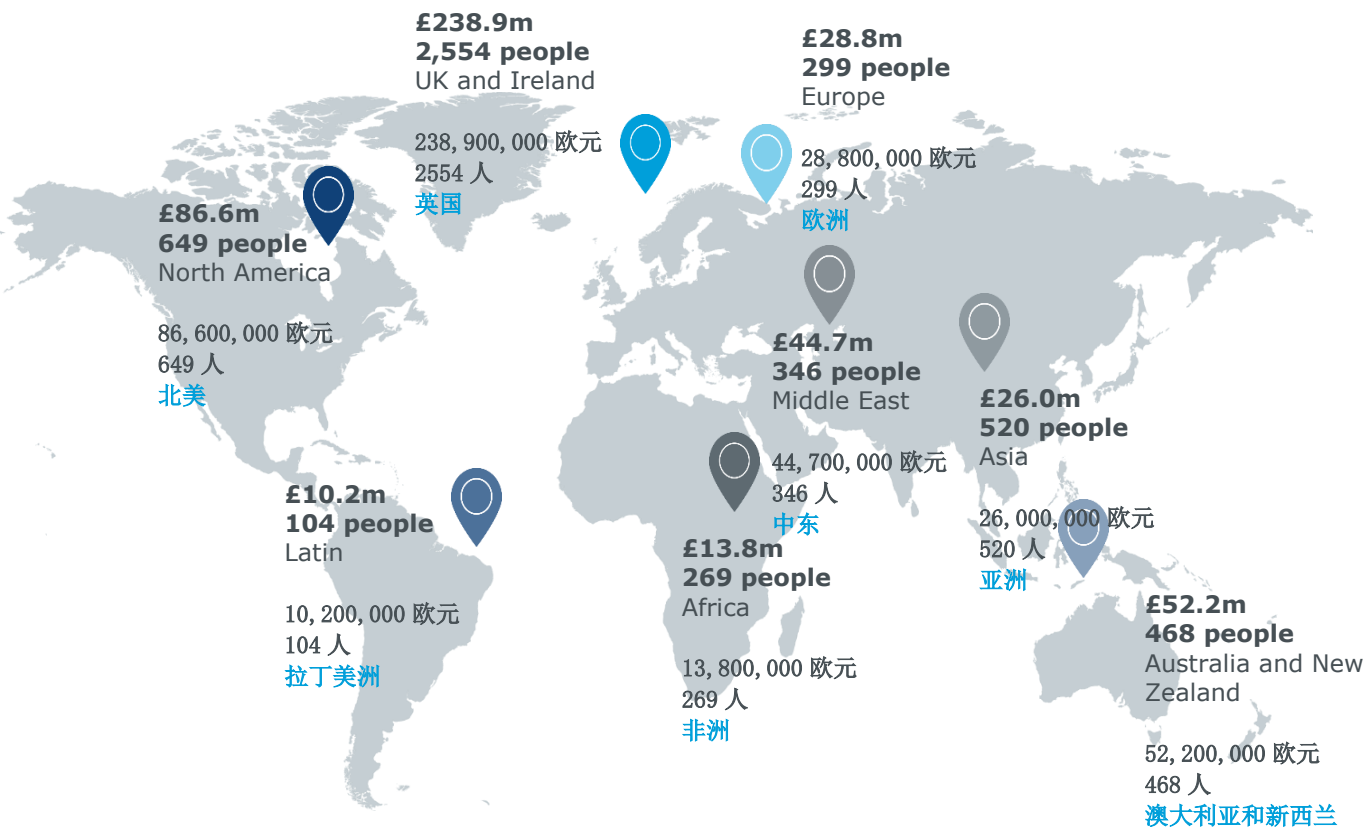 £238.9m
2,554 people
UK and Ireland
238,900,000 欧元
2554 人
英国
£28.8m
299 people
Europe
28,800,000 欧元
299 人
欧洲
£86.6m
649 people
North America
86,600,000 欧元
649 人
北美
£44.7m
346 people
Middle East
44,700,000 欧元
346 人
中东
£26.0m
520 people
Asia
26,000,000 欧元
520 人
亚洲
£10.2m
104 people
Latin
10,200,000 欧元
104 人
拉丁美洲
£13.8m
269 people
Africa
13,800,000 欧元
269 人
非洲
£52.2m
468 people
Australia and New
Zealand
52,200,000 欧元
468 人
澳大利亚和新西兰